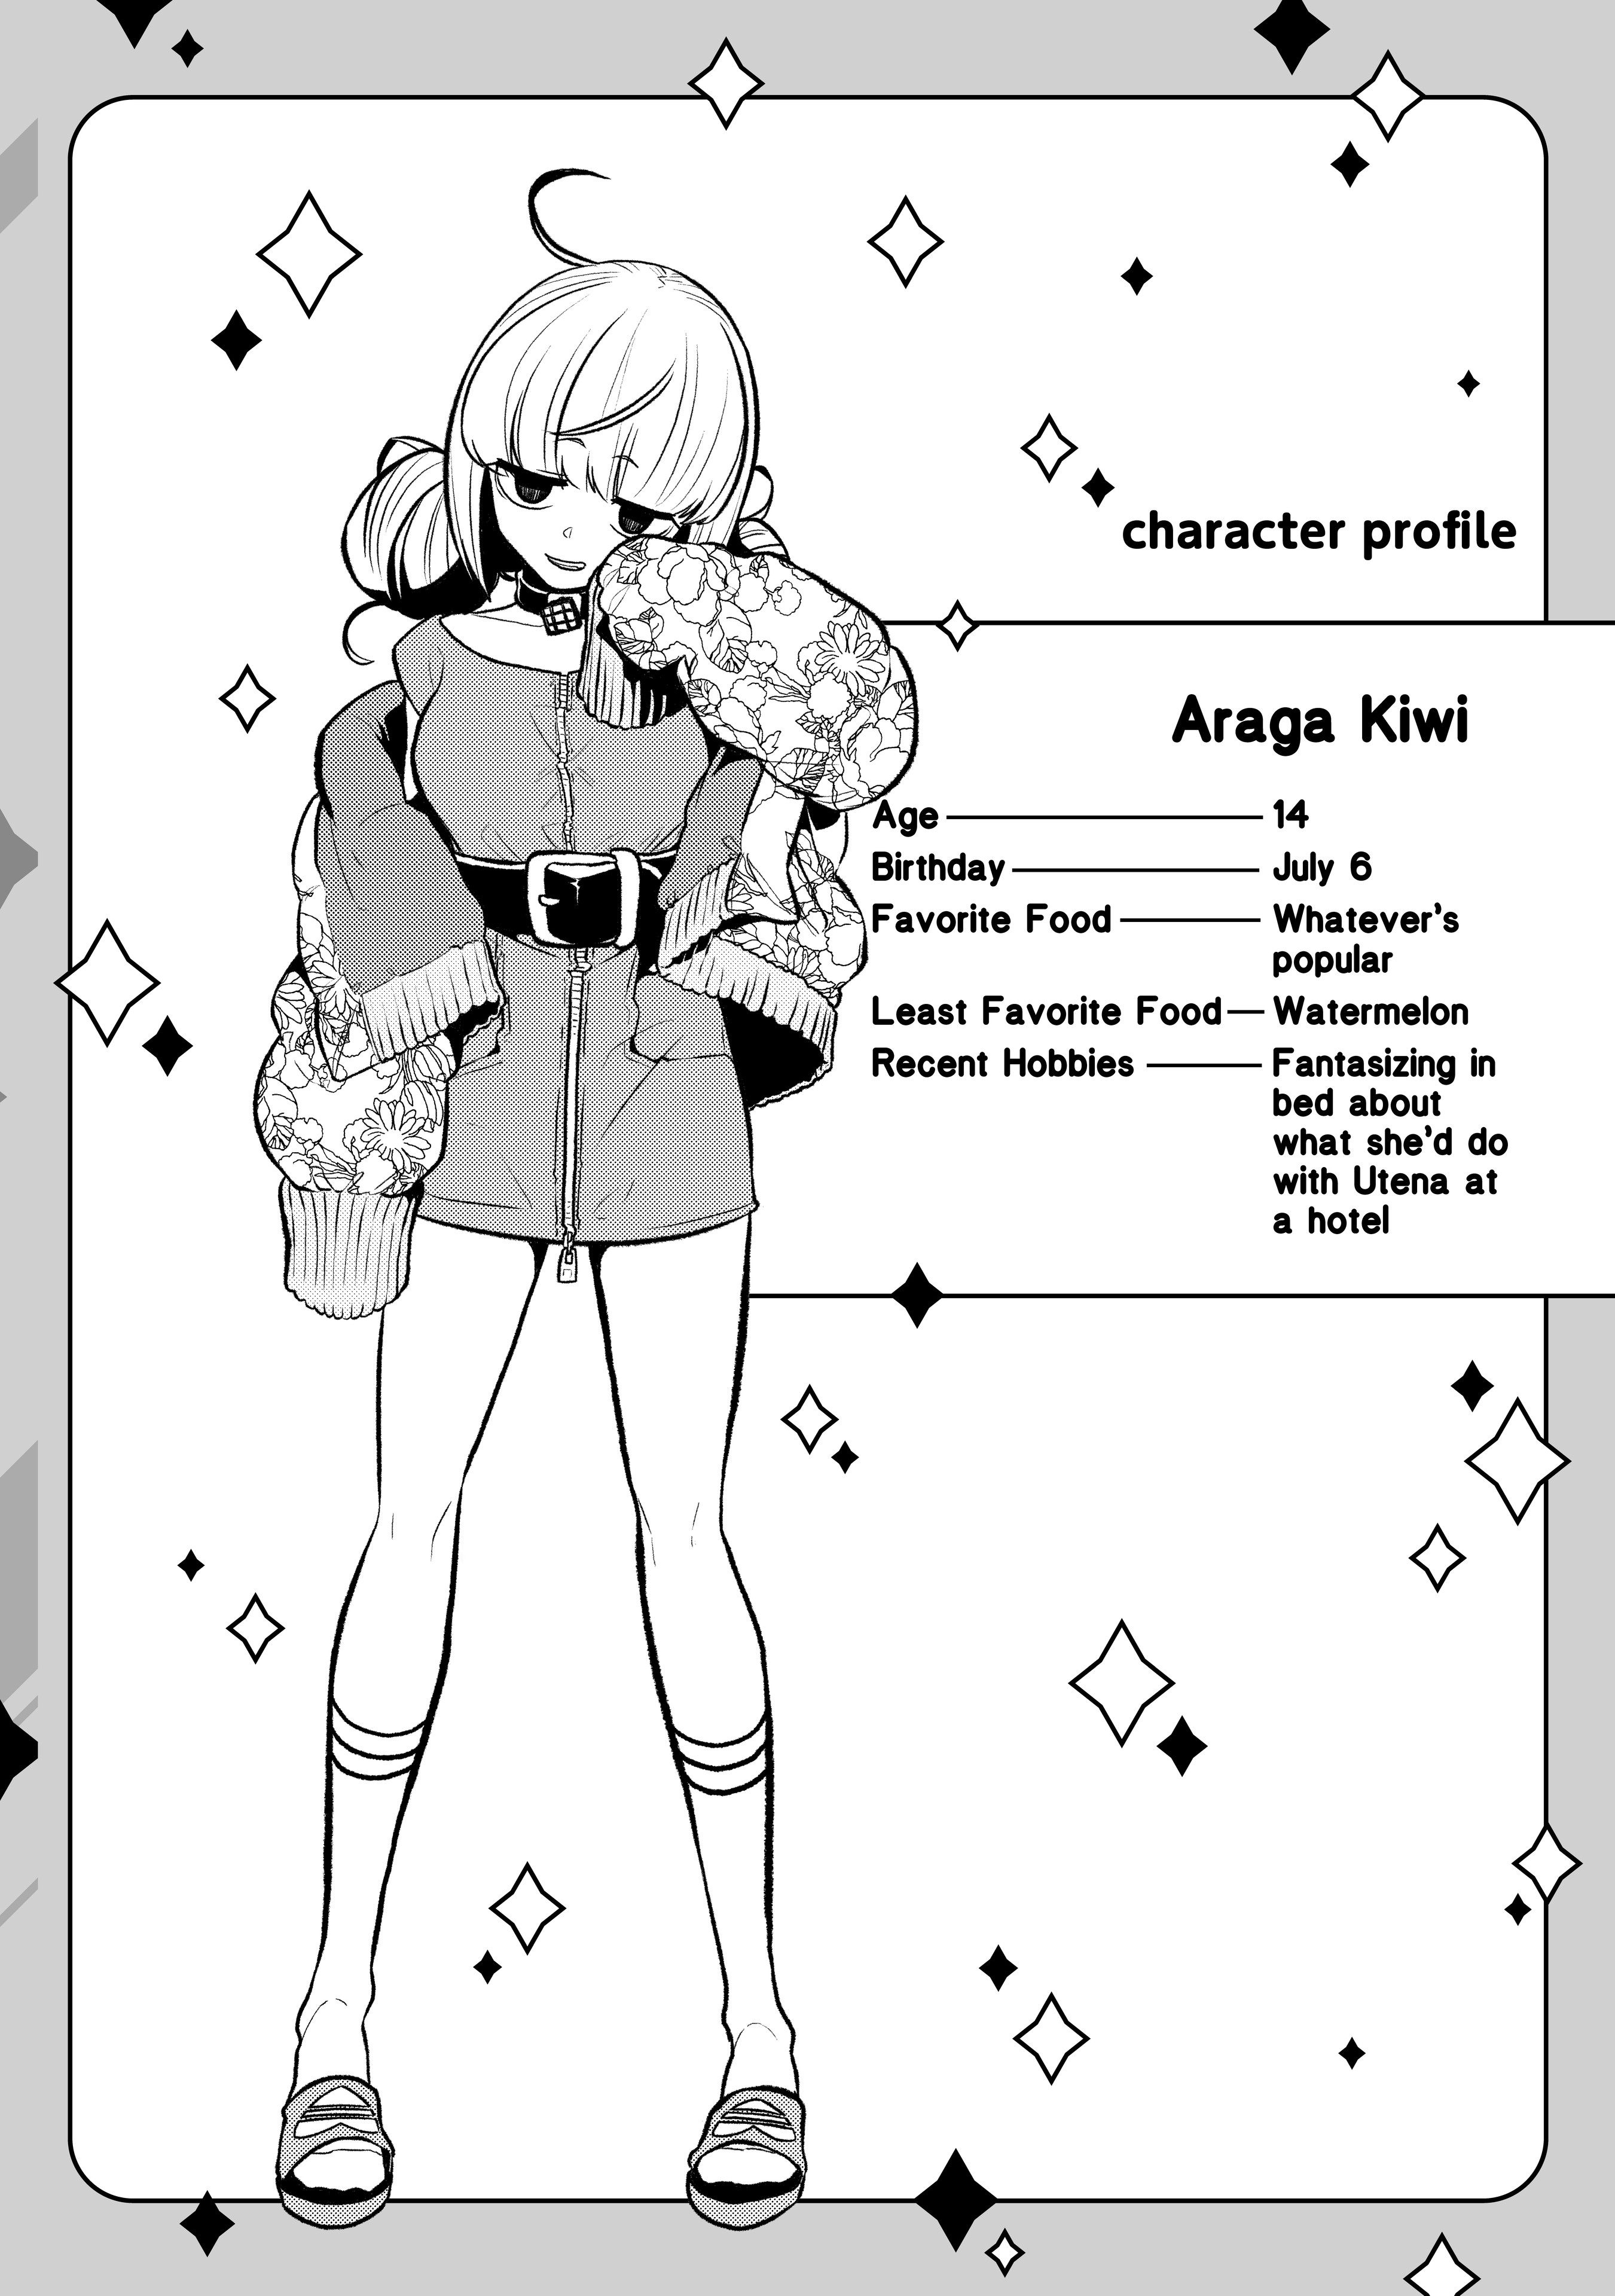 character profile
Araga Kiwi
Age 14
Birthday July 6
Favorite Food Whatever's
popular
Least Favorite Food Watermelon
Recent Hobbies Fantasizing in
bed about
what she'd do
with Utena at
a hotel